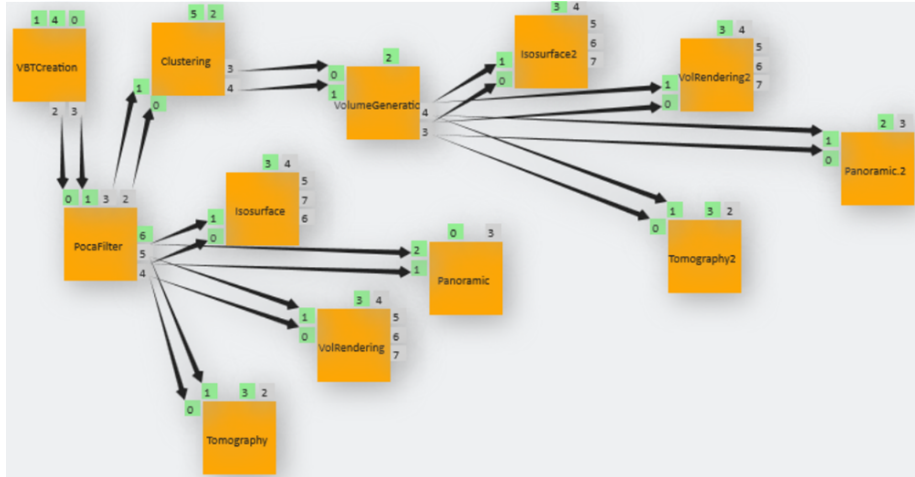 1 4 0
VBTCreation
2 3
5 2
Clustering
3
4
1
0
2
0
1
VolumeGeneratio
4
3
3 4
5
6
7
Isosurface2
1
0
3 4
5
6
7
VolRendering2
1
0
2 3
1
0
Panoramic.2
1 3 2
0
Tomography2
0 1 3 2
PocaFilter
6
5
4
3 4
5
7
6
Isosurface
1
0
0 3
2
1
Panoramic
3 4
5
6
7
VolRendering
1
0
1 3 2
0
Tomography